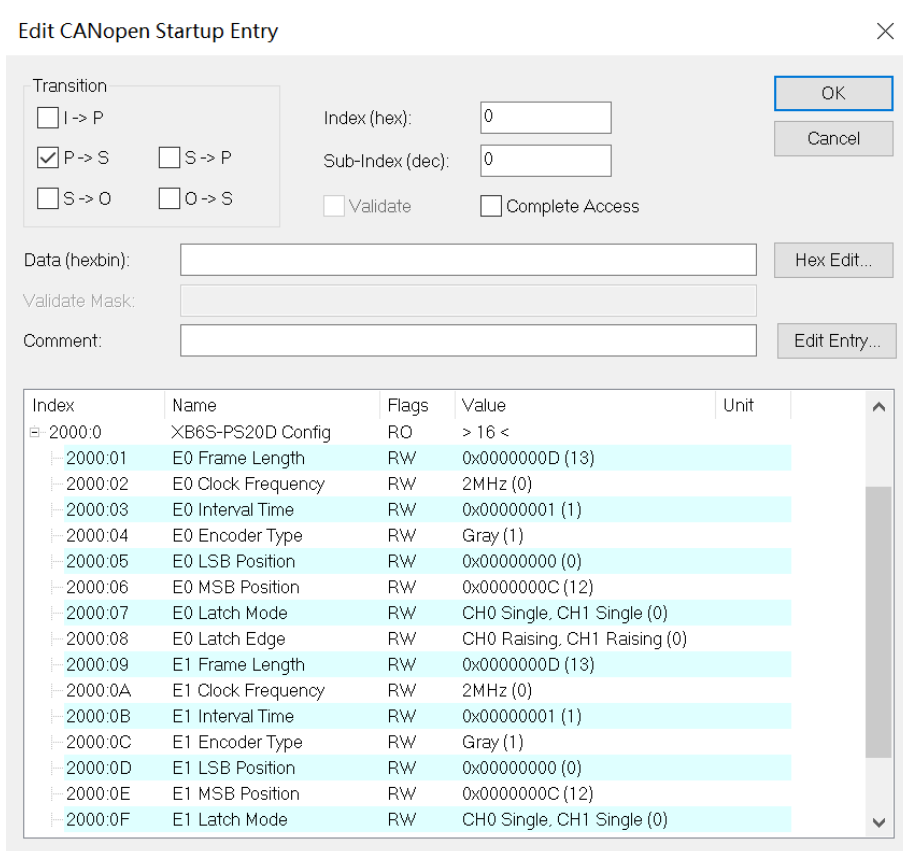 Edit CANopen Startup Entry
Transition
I -> P
P -> S
S -> P
S -> O
O -> S
Index (hex): 0
Sub-Index (dec): 0
Validate
Complete Access
OK
Cancel
Data (hexbin):
Hex Edit...
Validate Mask:
Comment:
Edit Entry...
Index Name Flags Value Unit
2000:0 XB6S-PS20D Config RO > 16 <
2000:01 E0 Frame Length RW 0x0000000D (13)
2000:02 E0 Clock Frequency RW 2MHz (0)
2000:03 E0 Interval Time RW 0x00000001 (1)
2000:04 E0 Encoder Type RW Gray (1)
2000:05 E0 LSB Position RW 0x00000000 (0)
2000:06 E0 MSB Position RW 0x0000000C (12)
2000:07 E0 Latch Mode RW CH0 Single, CH1 Single (0)
2000:08 E0 Latch Edge RW CH0 Raising, CH1 Raising (0)
2000:09 E1 Frame Length RW 0x0000000D (13)
2000:0A E1 Clock Frequency RW 2MHz (0)
2000:0B E1 Interval Time RW 0x00000001 (1)
2000:0C E1 Encoder Type RW Gray (1)
2000:0D E1 LSB Position RW 0x00000000 (0)
2000:0E E1 MSB Position RW 0x0000000C (12)
2000:0F E1 Latch Mode RW CH0 Single, CH1 Single (0)